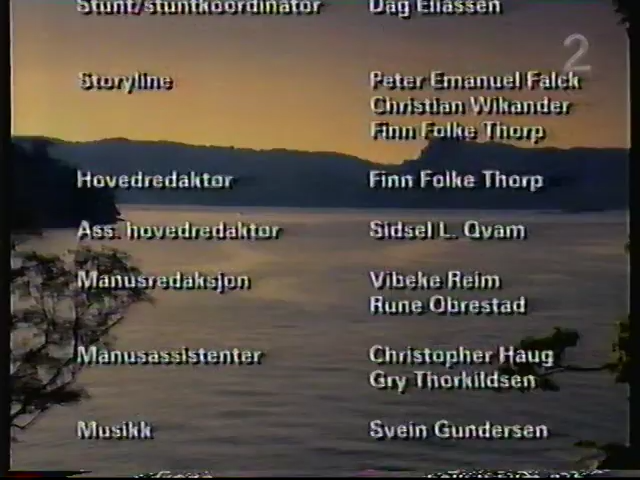 Stunt/stuntkoordinator Dag Eliassen
2
Storyline Peter Emanuel Falck
Christian Wikander
Finn Folke Thorp
Hovedredaktør Finn Folke Thorp
Ass. hovedredaktør Sidsel L. Qvam
Manusredaksjon Vibeke Reim
Rune Obrestad
Manusassistenter Christopher Haug
Gry Thorkildsen
Musikk Svein Gundersen